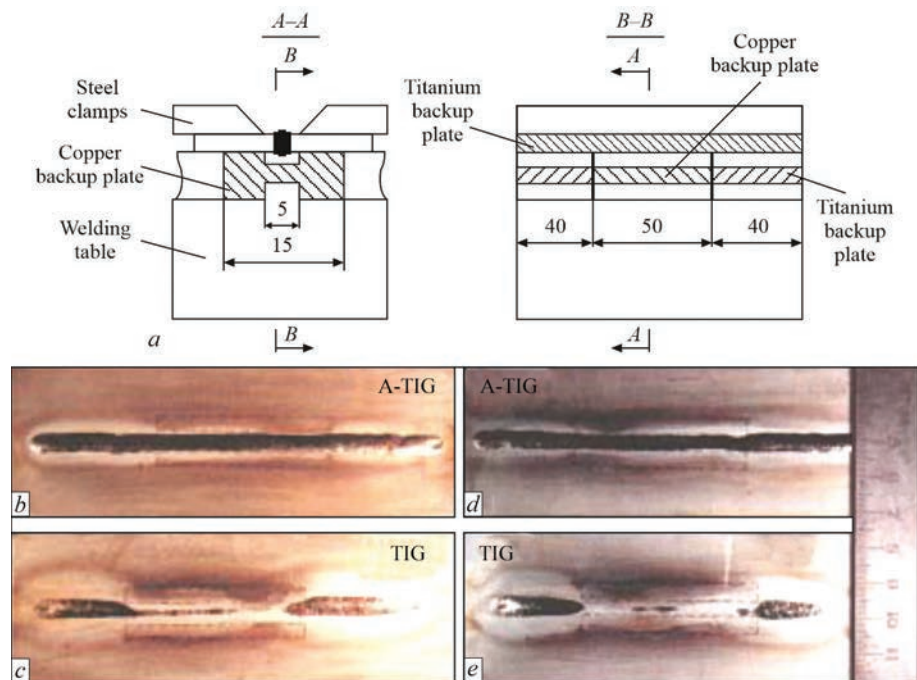 A–A
B
Steel
clamps
Copper
backup plate
Welding
table
5
15
B
a
B–B
A
Copper
backup plate
Titanium
backup
plate
Titanium
backup plate
40
50
40
A
A-TIG
b
A-TIG
d
TIG
c
TIG
e